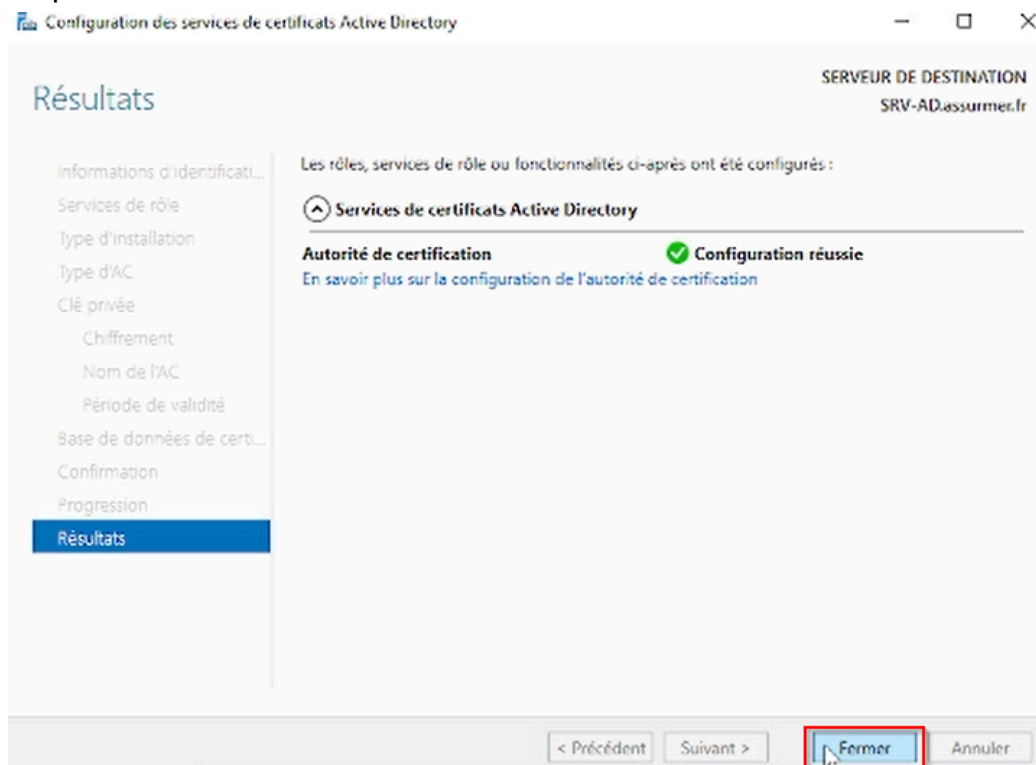 Configuration des services de certificats Active Directory
SERVEUR DE DESTINATION
SRV-AD.assurmer.fr
Résultats
Informations d'identificati...
Services de rôle
Type d'installation
Type d'AC
Clé privée
Chiffrement
Nom de l'AC
Période de validité
Base de données de certi...
Confirmation
Progression
Résultats
Les rôles, services de rôle ou fonctionnalités ci-après ont été configurés :
Services de certificats Active Directory
Autorité de certification Configuration réussie
En savoir plus sur la configuration de l'autorité de certification
< Précédent Suivant > Fermer Annuler